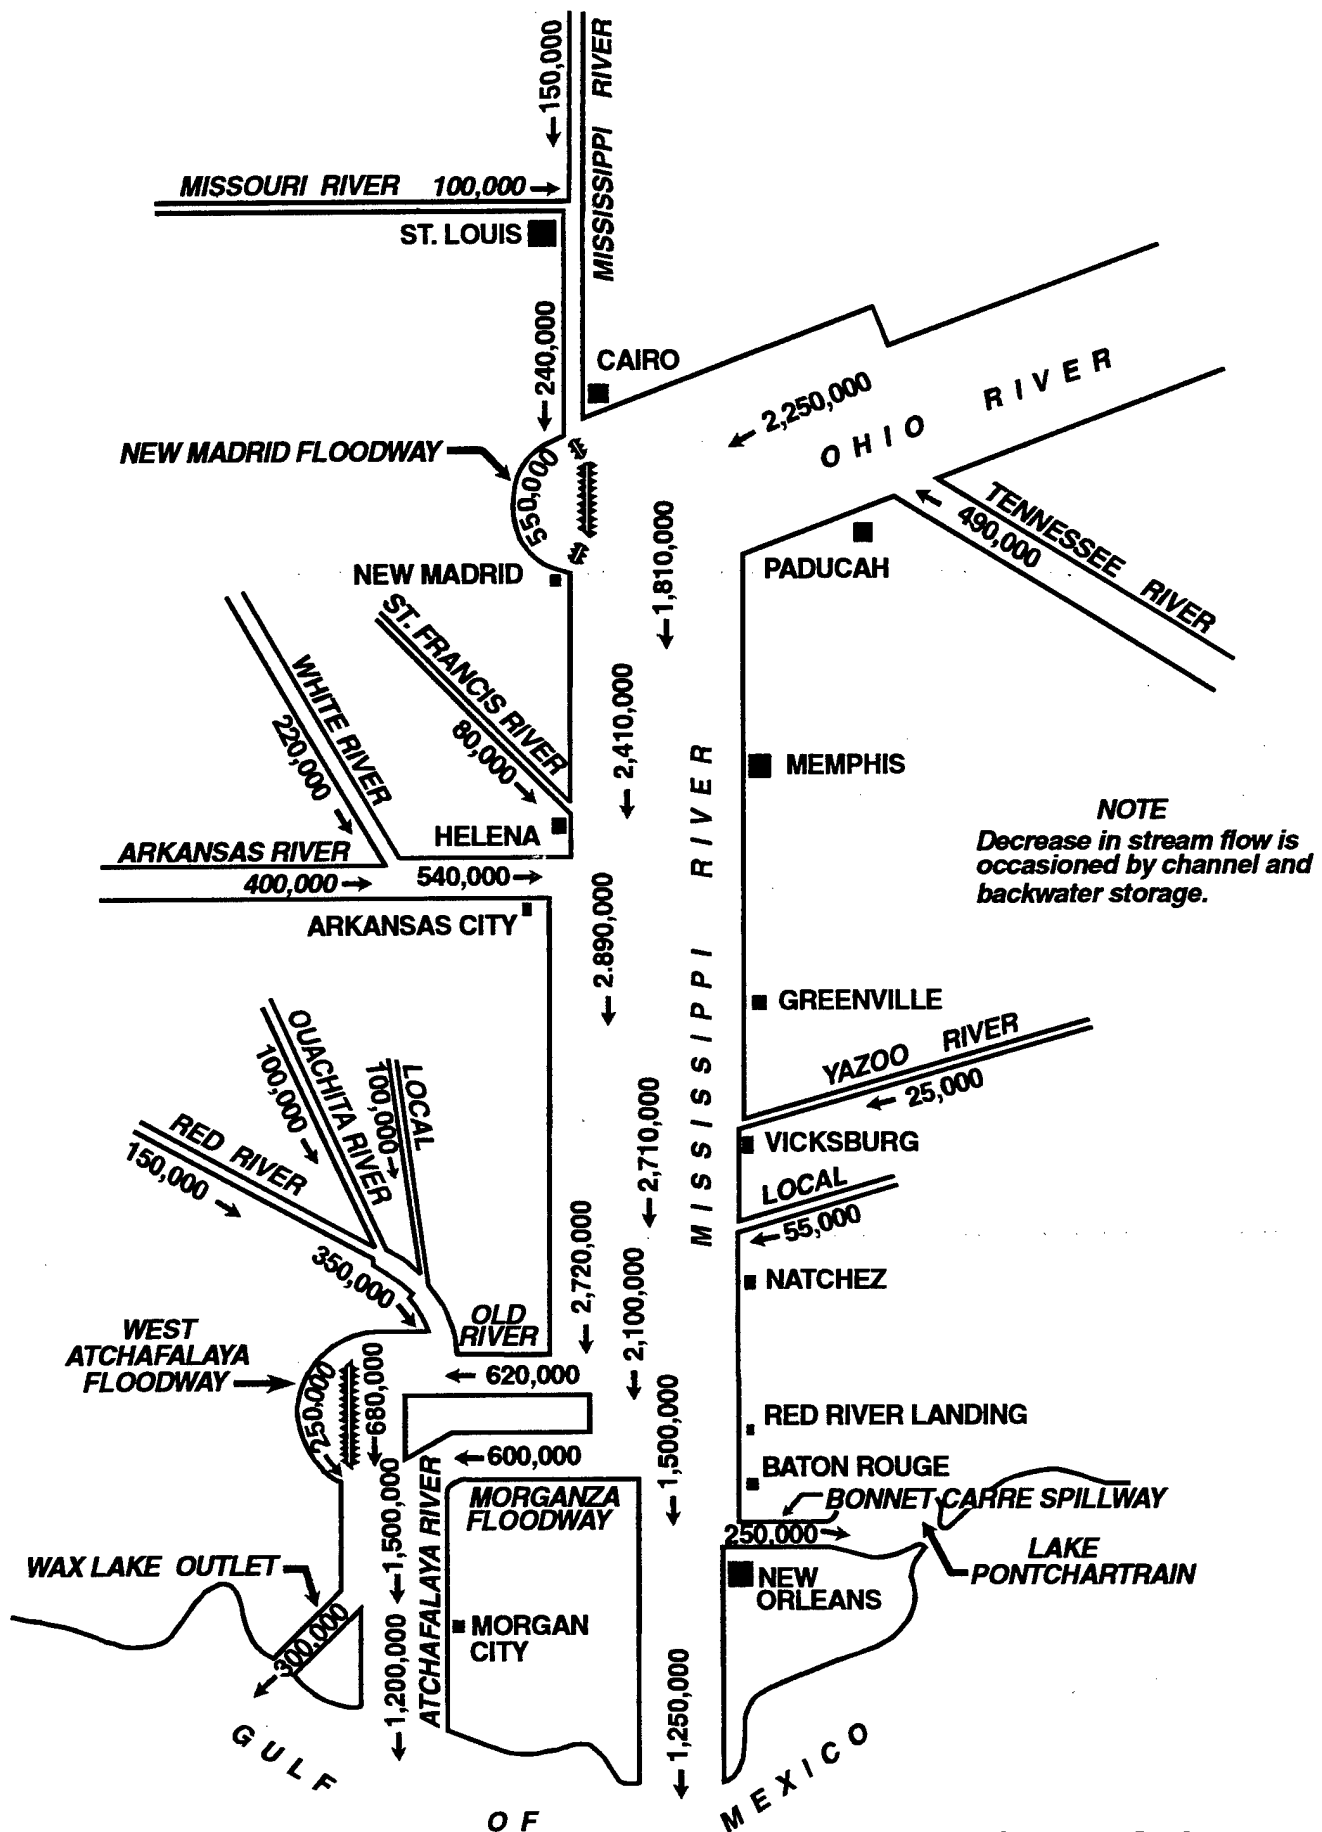 150,000
MISSISSIPPI RIVER
MISSOURI RIVER 100,000
ST. LOUIS
240,000
CAIRO
2,250,000
OHIO RIVER
NEW MADRID FLOODWAY
550,000
TENNESSEE RIVER
490,000
1,810,000
PADUCAH
NEW MADRID
ST. FRANCIS RIVER
80,000
WHITE RIVER
220,000
2,410,000
MISSISSIPPI RIVER
MEMPHIS
NOTE
Decrease in stream flow is
occasioned by channel and
backwater storage.
HELENA
ARKANSAS RIVER
400,000
540,000
ARKANSAS CITY
2.890,000
GREENVILLE
YAZOO RIVER
25,000
OUACHITA RIVER
100,000
LOCAL
100,000
RED RIVER
150,000
2,710,000
VICKSBURG
LOCAL
55,000
350,000
2,720,000
NATCHEZ
OLD
RIVER
2,100,000
WEST
ATCHAFALAYA
FLOODWAY
250.000
680,000
620,000
1,500,000
RED RIVER LANDING
600,000
BATON ROUGE
MORGANZA
FLOODWAY
BONNET CARRE SPILLWAY
250,000
LAKE
PONTCHARTRAIN
ATCHAFALAYA RIVER
1,500,000
WAX LAKE OUTLET
300,000
NEW
ORLEANS
MORGAN
CITY
1,200,000
1,250,000
GULF
OF
MEXICO